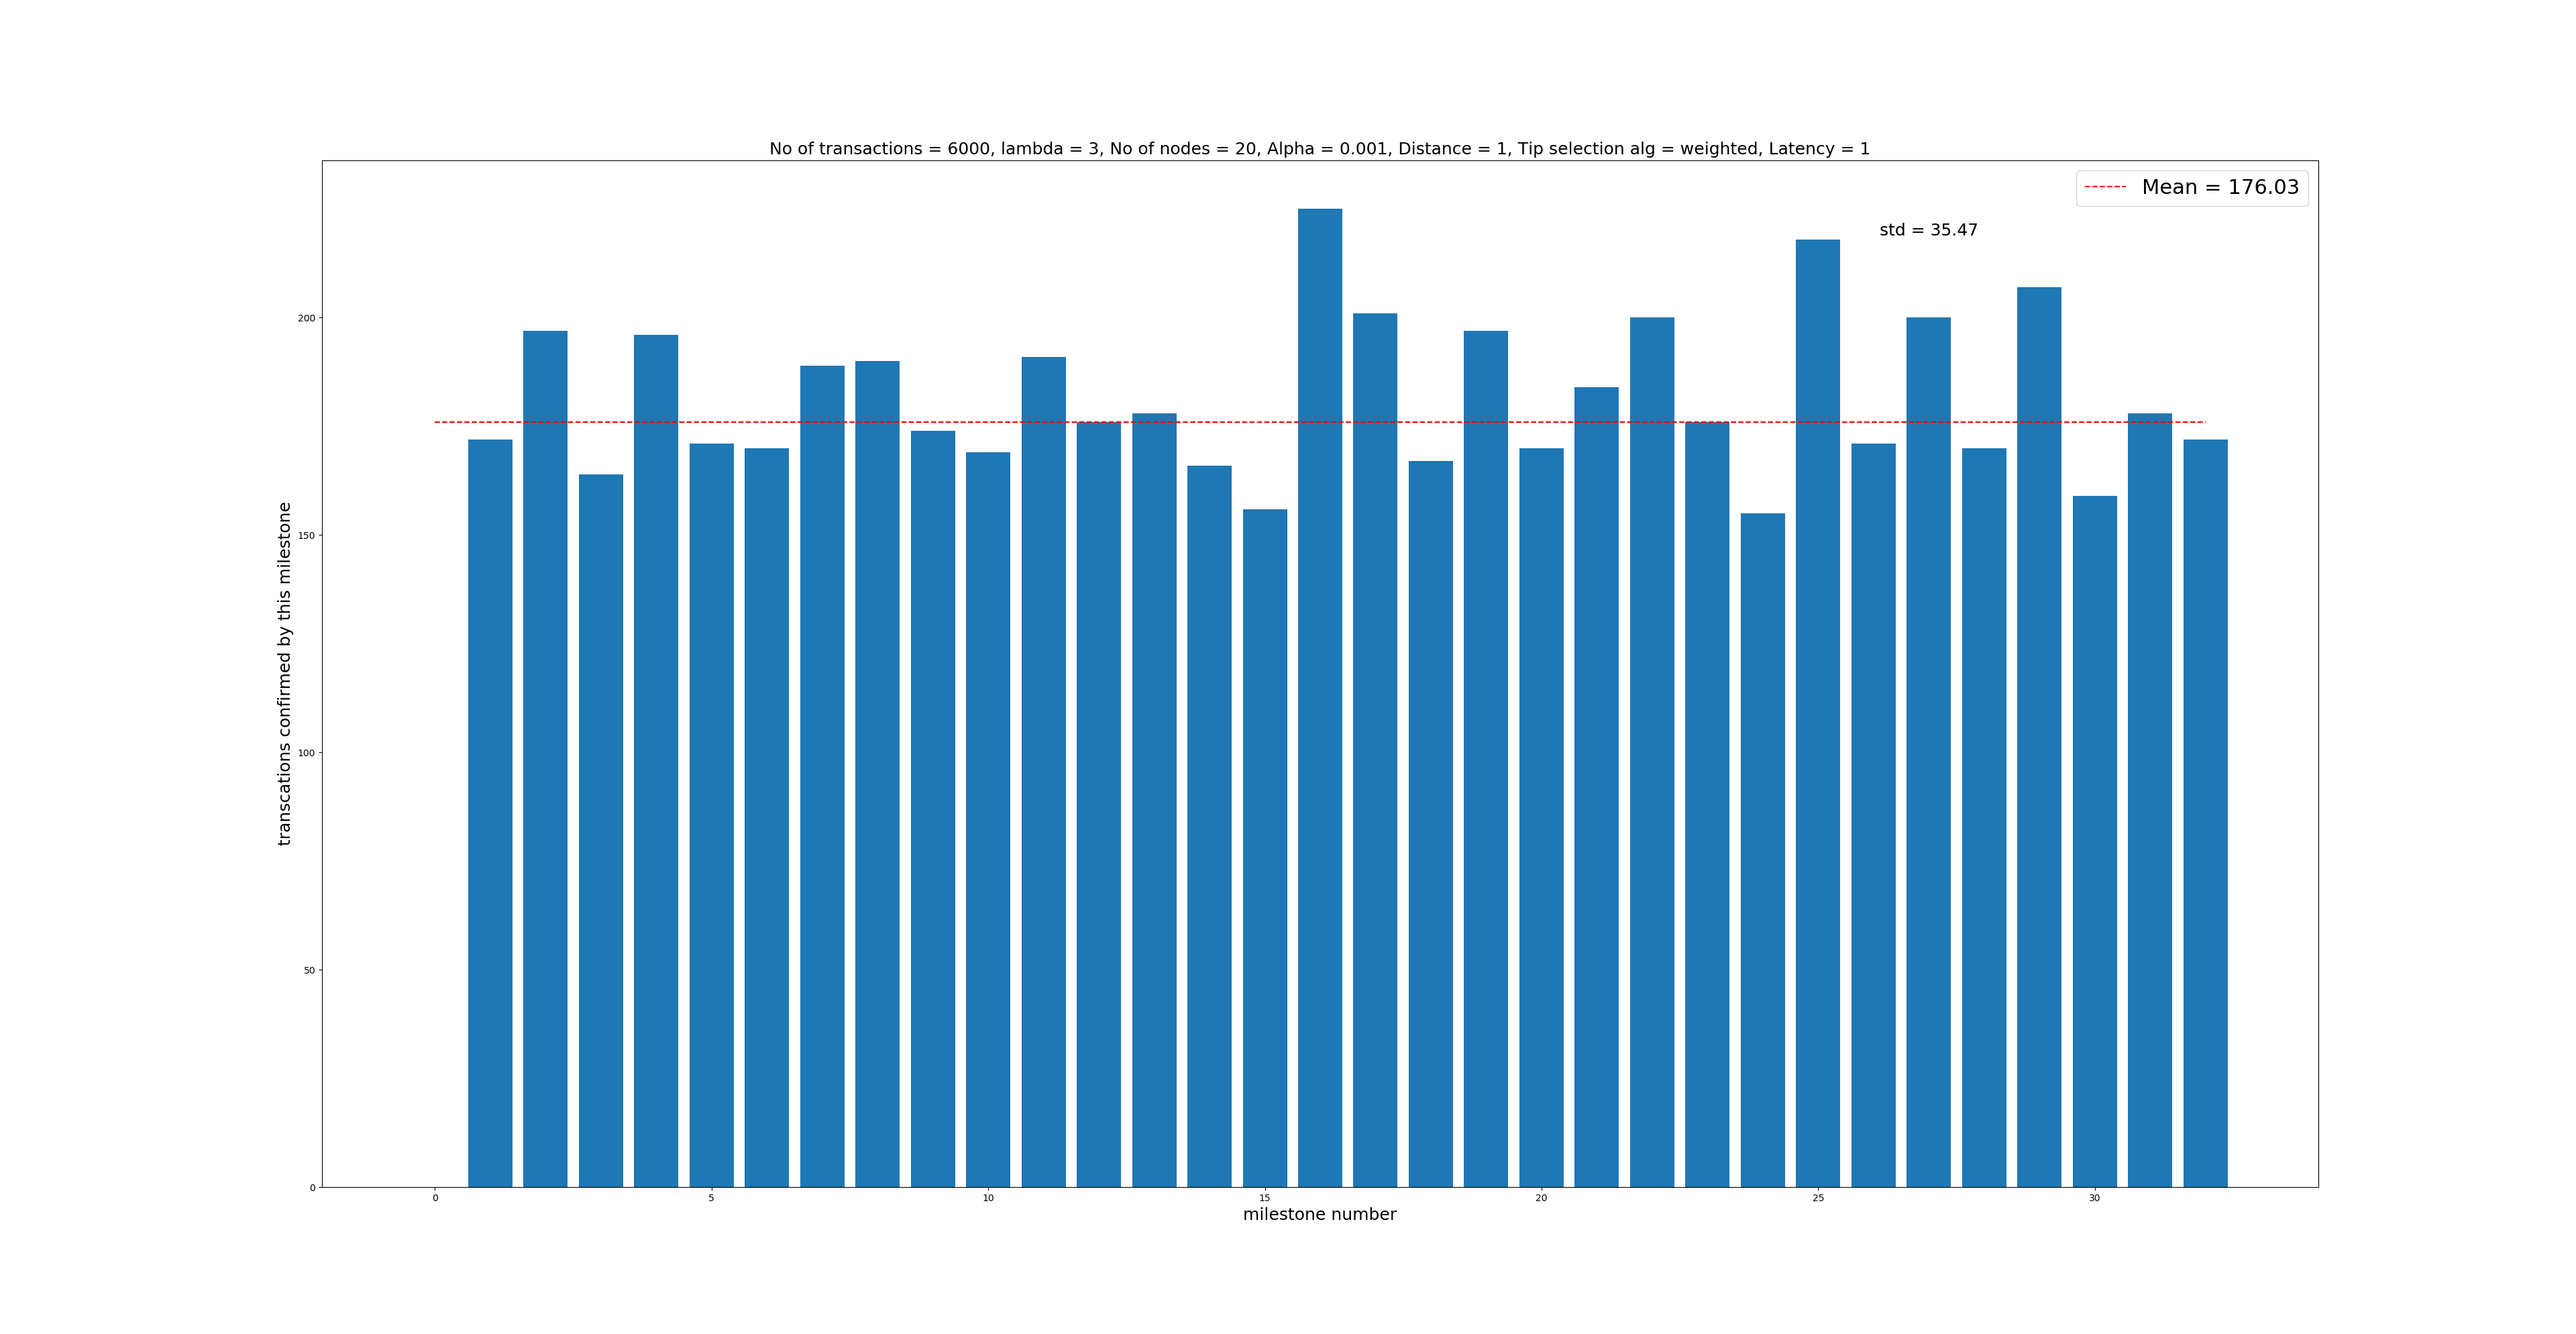 No of transactions = 6000, lambda = 3, No of nodes = 20, Alpha = 0.001, Distance = 1, Tip selection alg = weighted, Latency = 1
Mean = 176.03
std = 35.47
200
150
100
50
0
transcations confirmed by this milestone
0 5 10 15 20 25 30
milestone number